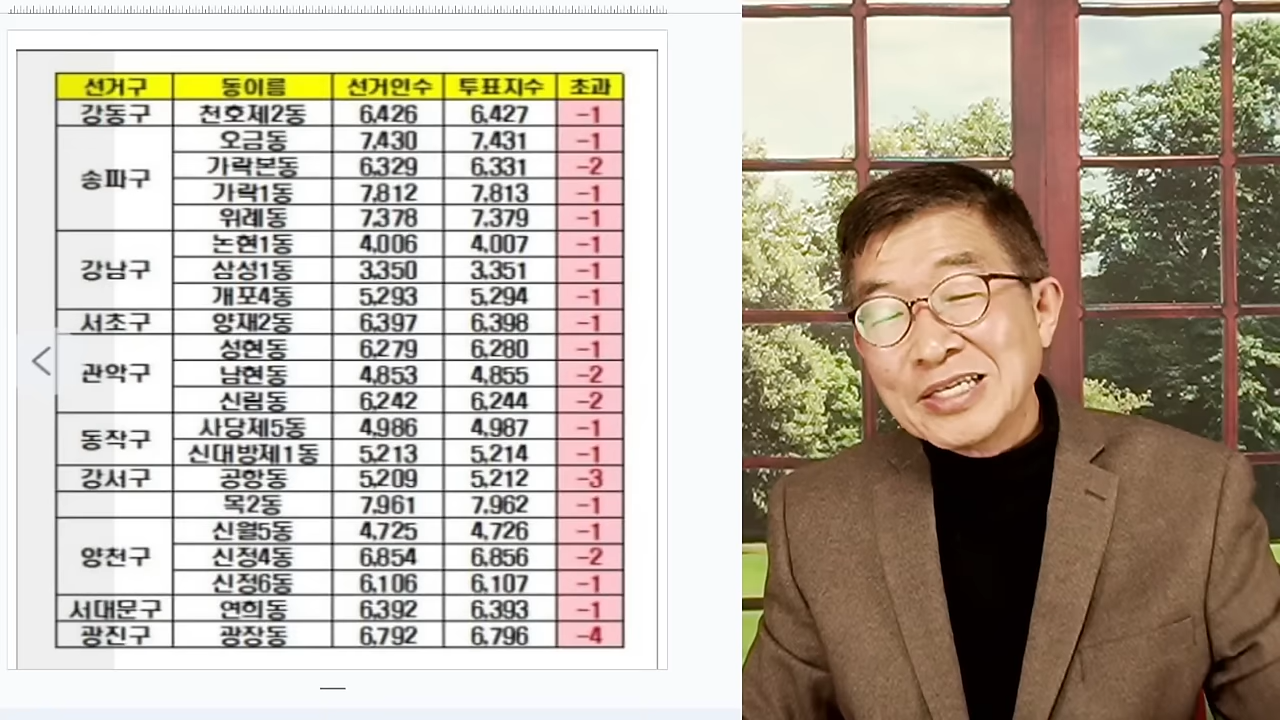 선거구 동이름 선거인수 투표지수 초과
강동구 천호제2동 6,426 6,427 -1
송파구 오금동 7,430 7,431 -1
가락본동 6,329 6,331 -2
가락1동 7,812 7,813 -1
위례동 7,378 7,379 -1
강남구 논현1동 4,006 4,007 -1
삼성1동 3,350 3,351 -1
개포4동 5,293 5,294 -1
서초구 양재2동 6,397 6,398 -1
관악구 성현동 6,279 6,280 -1
남현동 4,853 4,855 -2
신림동 6,242 6,244 -2
동작구 사당제5동 4,986 4,987 -1
신대방제1동 5,213 5,214 -1
강서구 공항동 5,209 5,212 -3
목2동 7,961 7,962 -1
양천구 신월5동 4,725 4,726 -1
신정4동 6,854 6,856 -2
신정6동 6,106 6,107 -1
서대문구 연희동 6,392 6,393 -1
광진구 광장동 6,792 6,796 -4